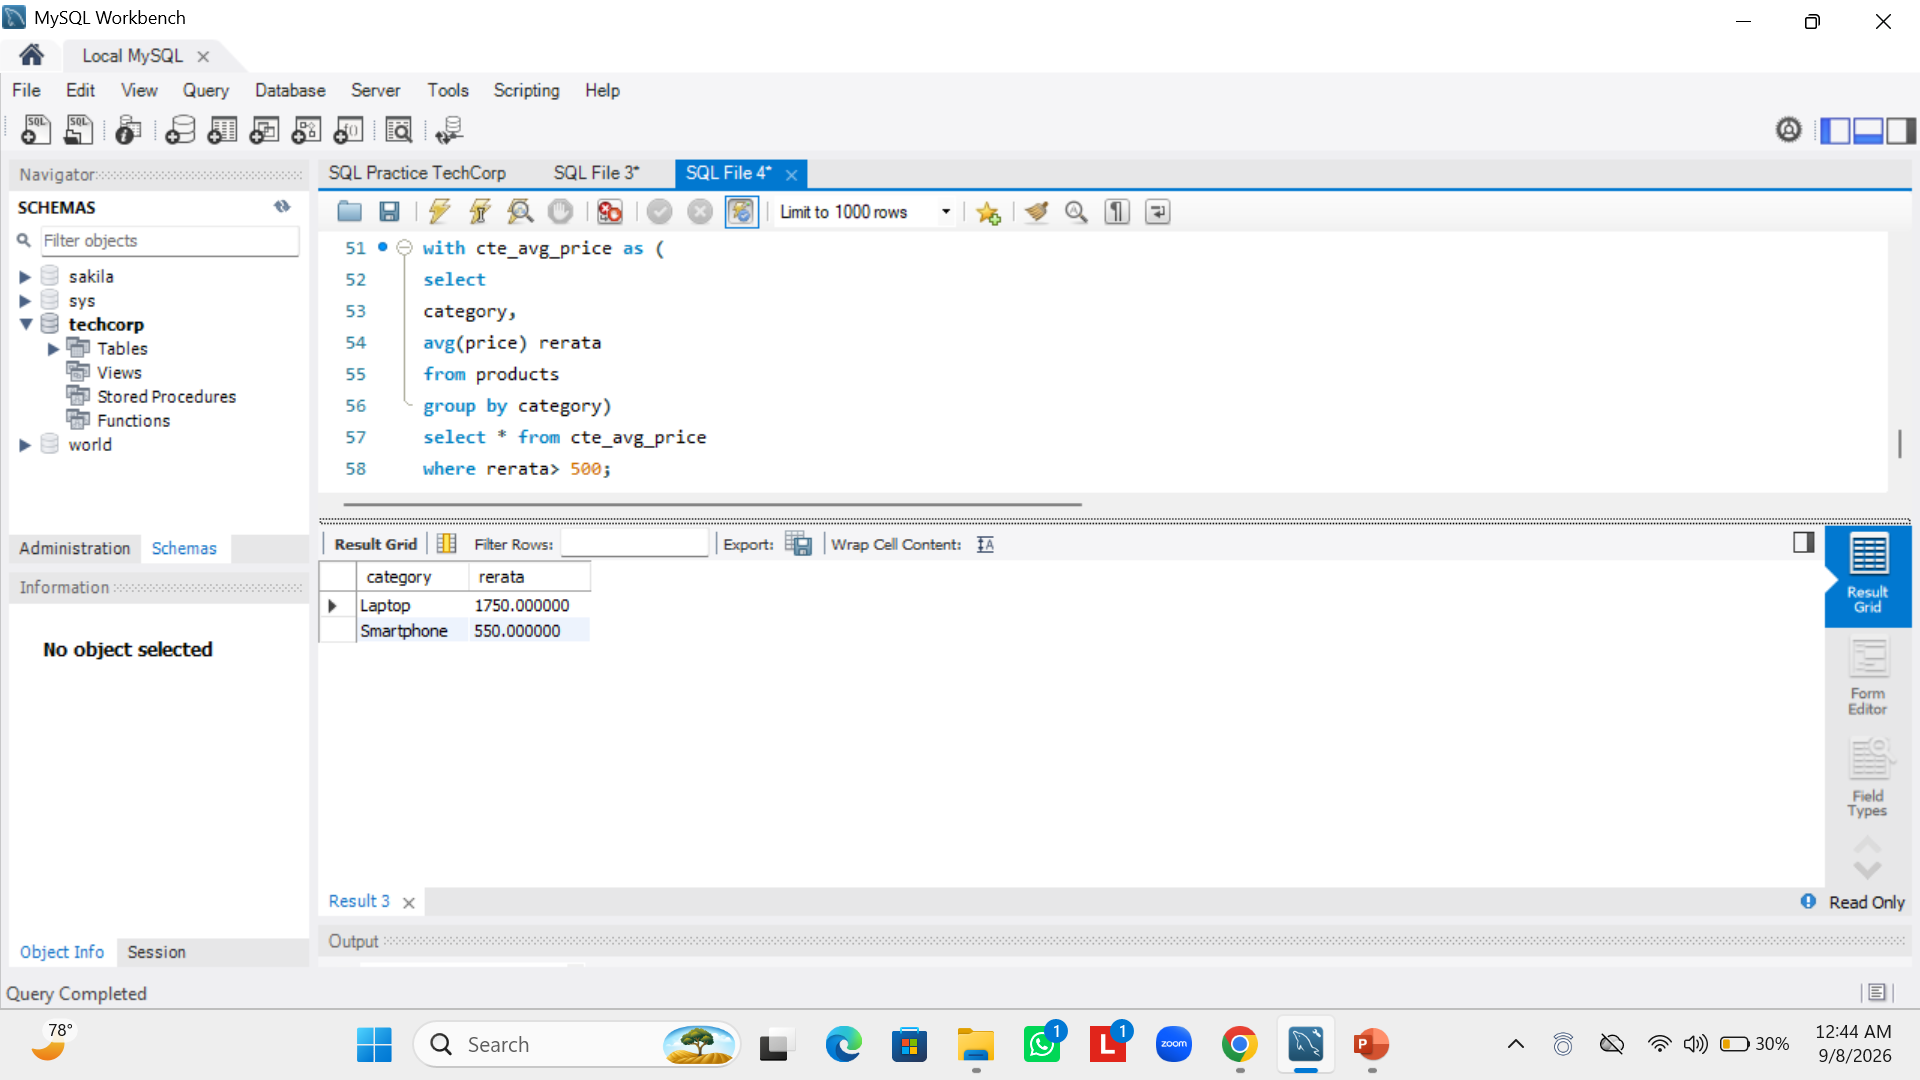 MySQL Workbench
Local MySQL
File Edit View Query Database Server Tools Scripting Help
Navigator
SCHEMAS
Filter objects
sakila
sys
techcorp
Tables
Views
Stored Procedures
Functions
world
Administration Schemas
Information
No object selected
Object Info Session
SQL Practice TechCorp SQL File 3* SQL File 4*
Limit to 1000 rows
51 with cte_avg_price as (
52 select
53 category,
54 avg(price) rerata
55 from products
56 group by category)
57 select * from cte_avg_price
58 where rerata> 500;
Result Grid Filter Rows: Export: Wrap Cell Content:
category rerata
Laptop 1750.000000
Smartphone 550.000000
Result Grid
Form Editor
Field Types
Result 3
Read Only
Output
Query Completed
78°
Search
1
1
zoom
30%
12:44 AM
9/8/2026